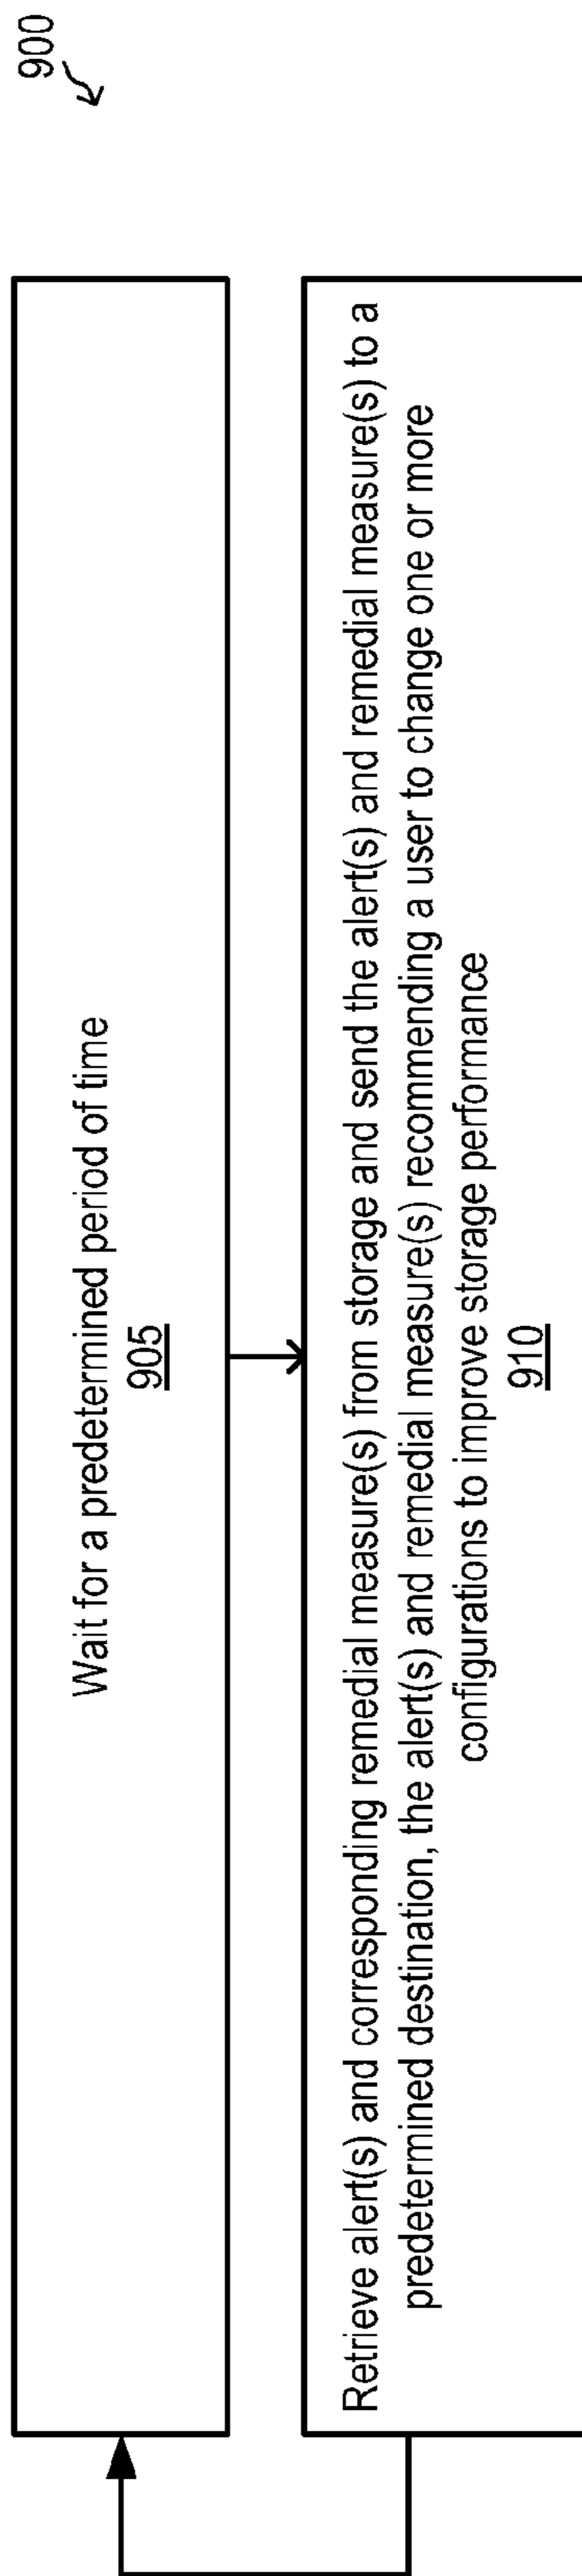 900
Wait for a predetermined period of time
905
Retrieve alert(s) and corresponding remedial measure(s) from storage and send the alert(s) and remedial measure(s) to a
predetermined destination, the alert(s) and remedial measure(s) recommending a user to change one or more
configurations to improve storage performance
910